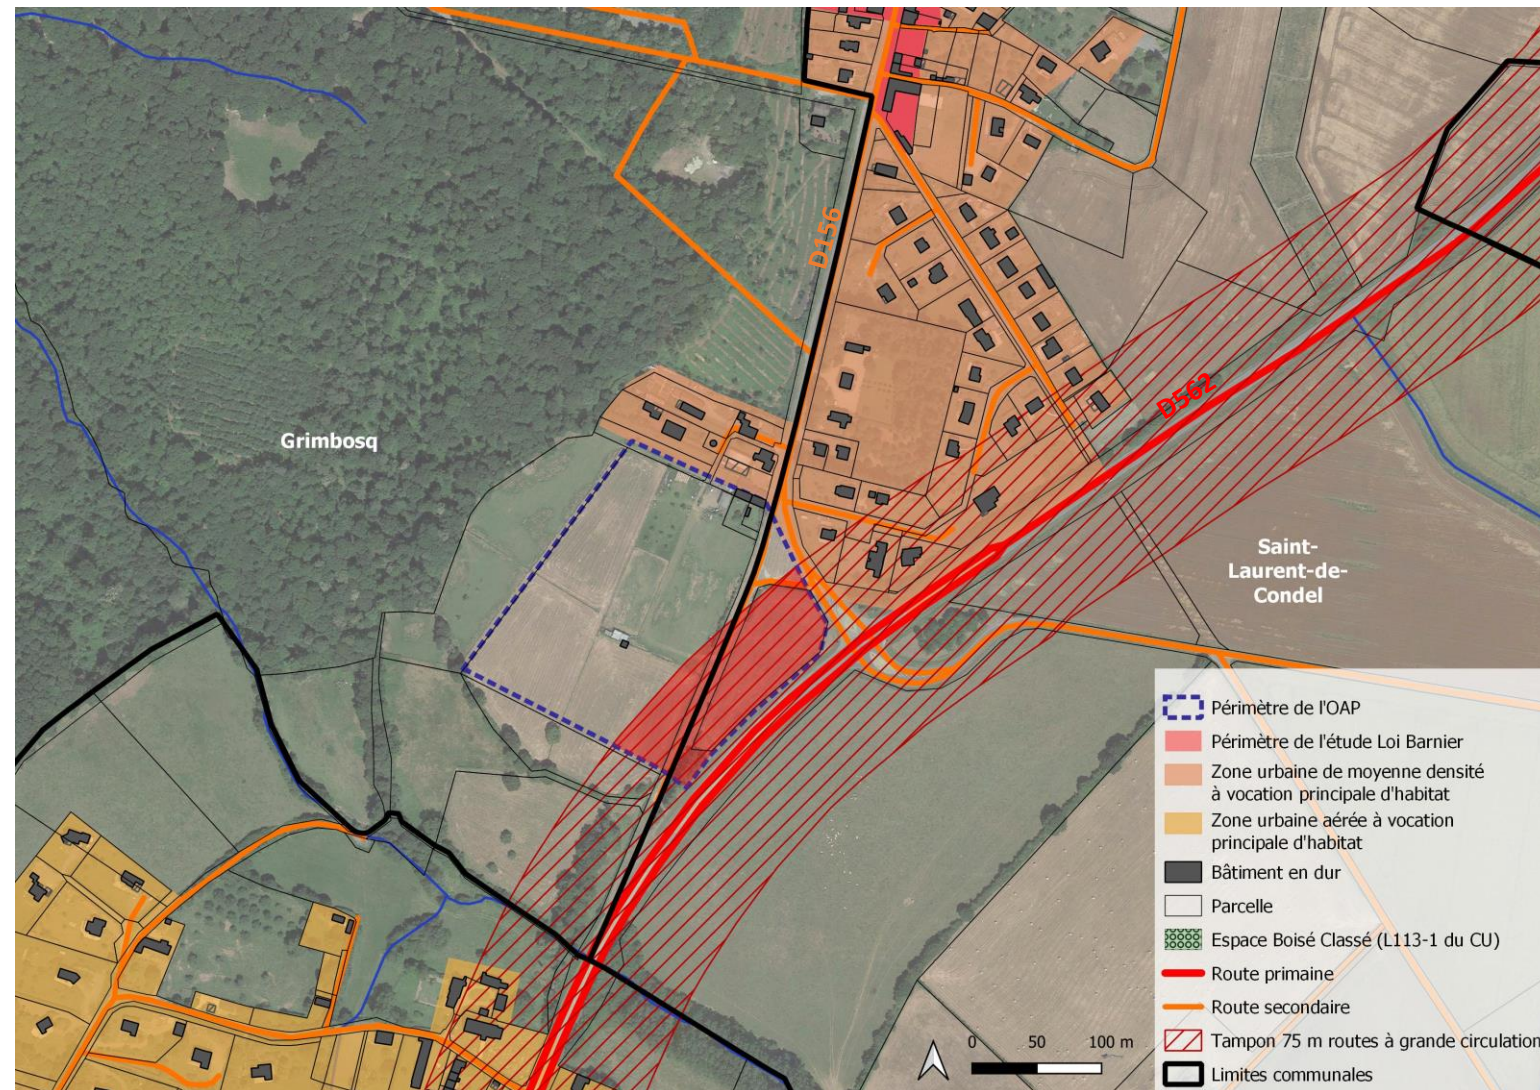 D156
D562
Grimbosq
Saint-
Laurent-de-
Condel
Périmètre de l'OAP
Périmètre de l'étude Loi Barnier
Zone urbaine de moyenne densité
à vocation principale d'habitat
Zone urbaine aérée à vocation
principale d'habitat
Bâtiment en dur
Parcelle
Espace Boisé Classé (L113-1 du CU)
Route primaine
Route secondaire
Tampon 75 m routes à grande circulation
Limites communales
0 50 100 m